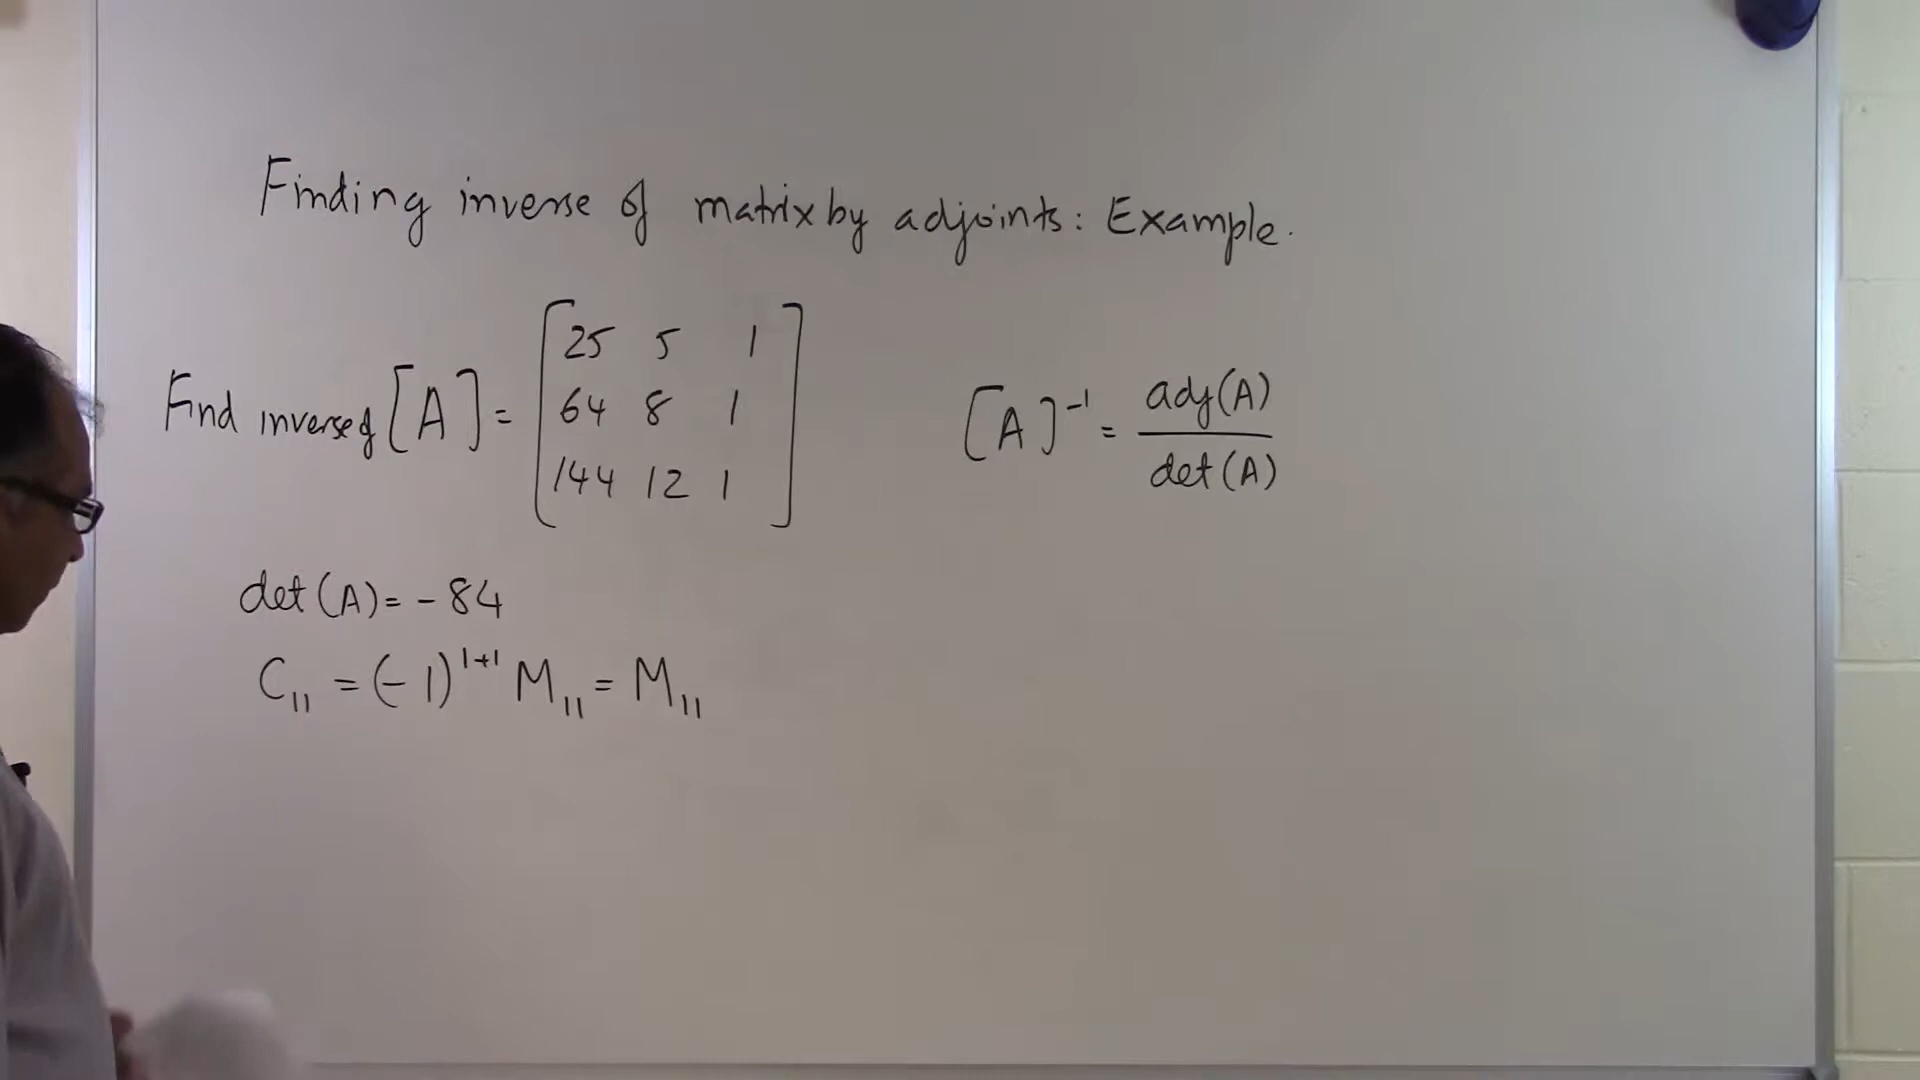 Finding inverse of matrix by adjoints: Example.
Find inverse of [A] = [25 5 1
64 8 1
144 12 1]
[A]⁻¹ = adj(A) / det(A)
det(A) = - 84
C₁₁ = (-1)¹⁺¹ M₁₁ = M₁₁